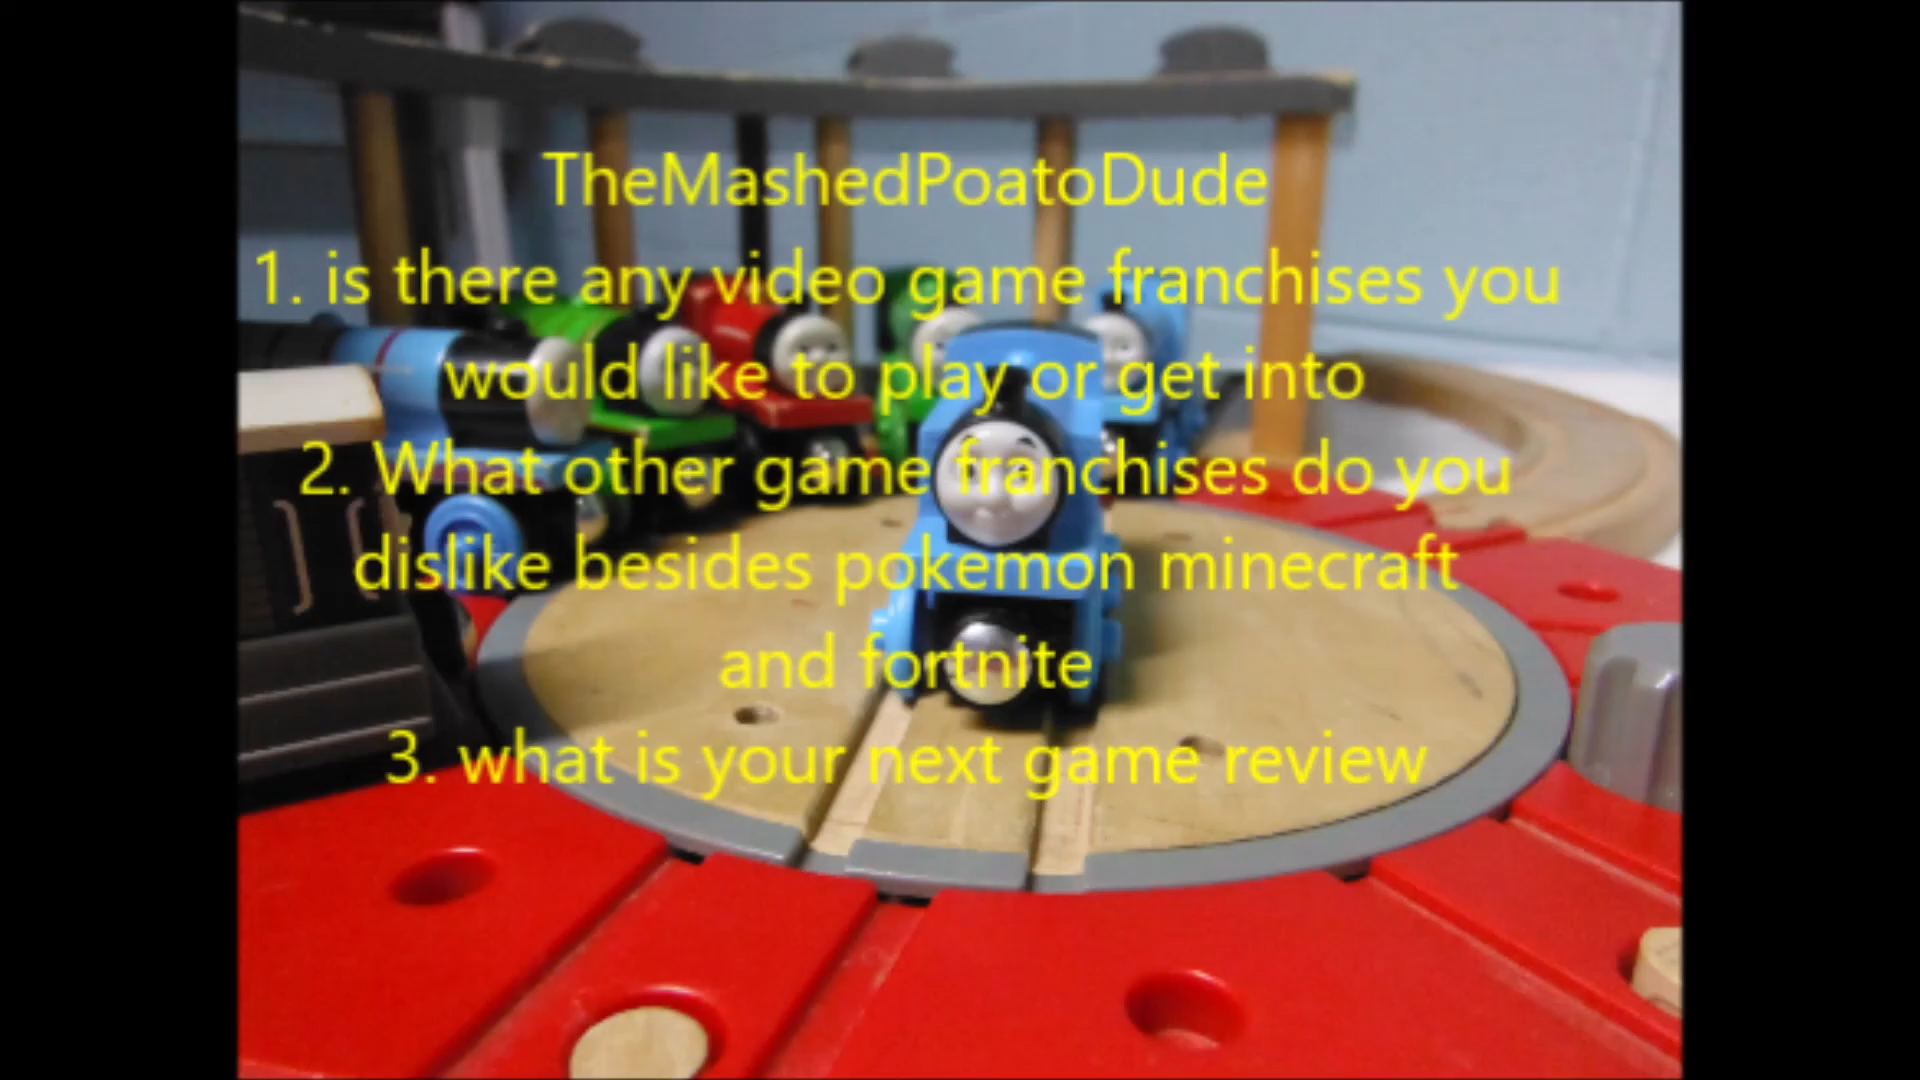 TheMashedPoatoDude
1. is there any video game franchises you
would like to play or get into
2. What other game franchises do you
dislike besides pokemon minecraft
and fortnite
3. what is your next game review